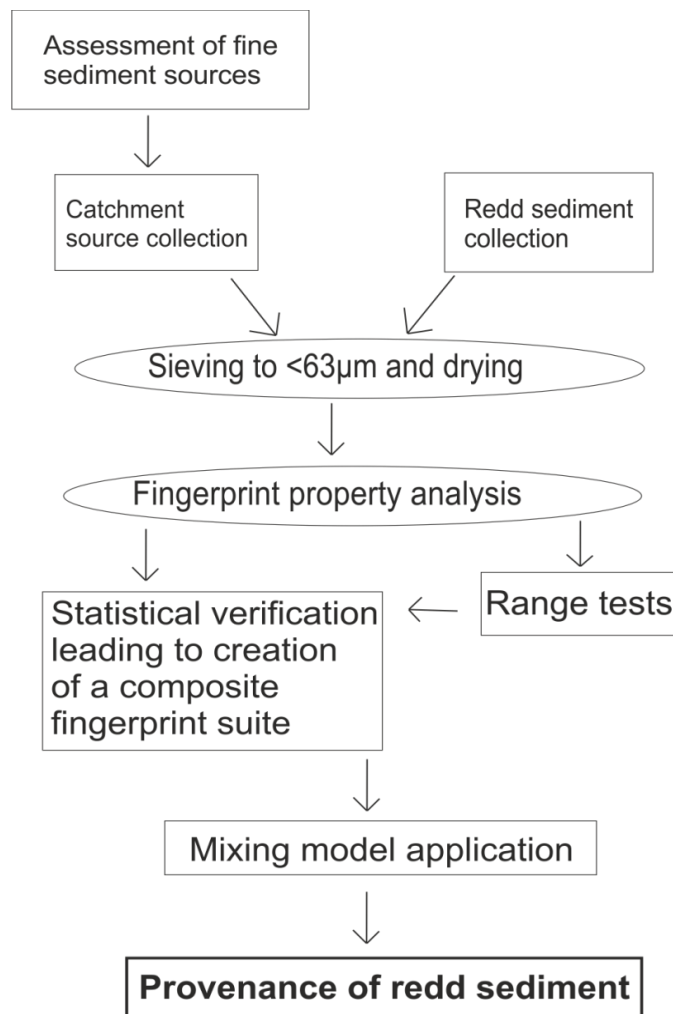 Assessment of fine
sediment sources
Catchment
source collection
Redd sediment
collection
Sieving to <63µm and drying
Fingerprint property analysis
Statistical verification
leading to creation
of a composite
fingerprint suite
Range tests
Mixing model application
Provenance of redd sediment